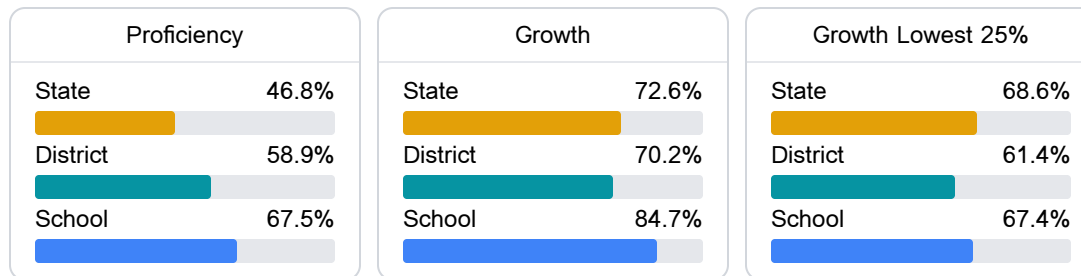 Proficiency
State 46.8%
District 58.9%
School 67.5%
Growth
State 72.6%
District 70.2%
School 84.7%
Growth Lowest 25%
State 68.6%
District 61.4%
School 67.4%